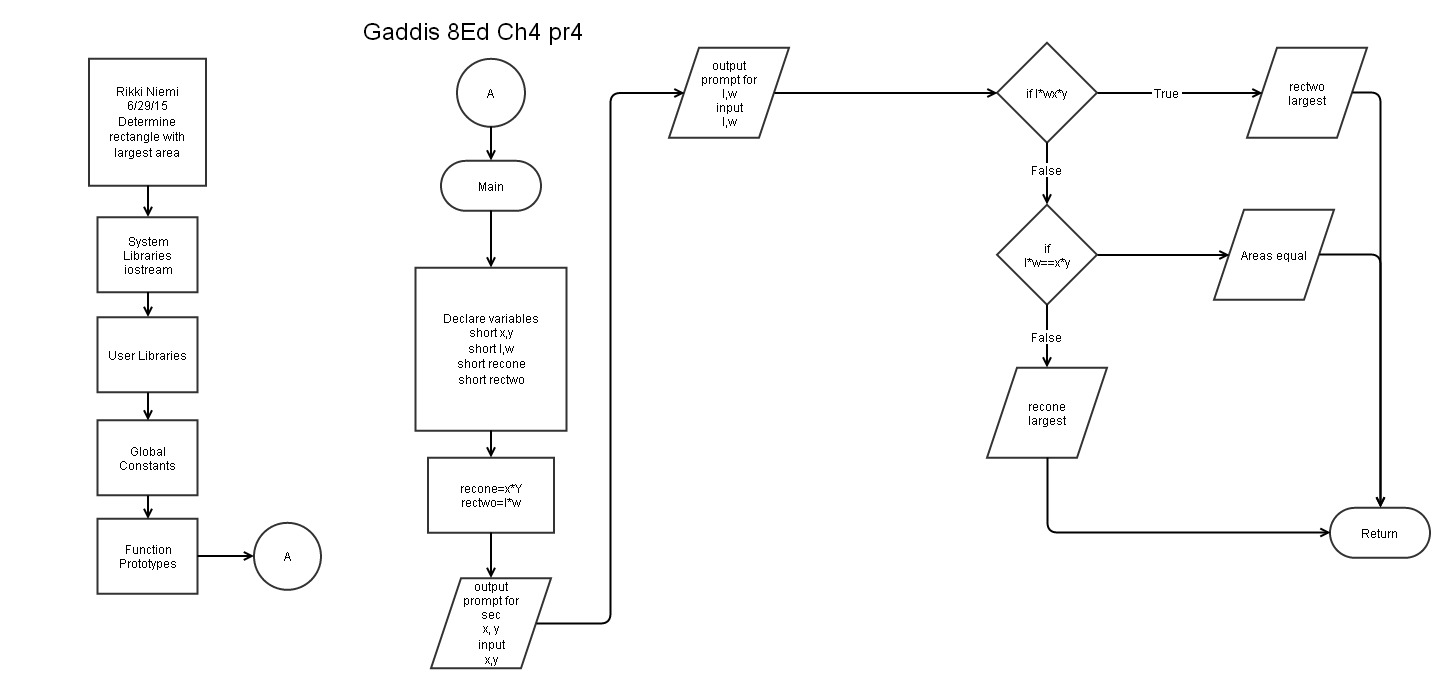 Gaddis 8Ed Ch4 pr4
Rikki Niemi
6/29/15
Determine
rectangle with
largest area
System
Libraries
iostream
User Libraries
Global
Constants
Function
Prototypes
A
A
Main
Declare variables
short x,y
short l,w
short recone
short rectwo
recone=x*Y
rectwo=l*w
output
prompt for
sec
x, y
input
x,y
output
prompt for
l,w
input
l,w
if l*wx*y
True
rectwo
largest
False
if
l*w==x*y
Areas equal
False
recone
largest
Return